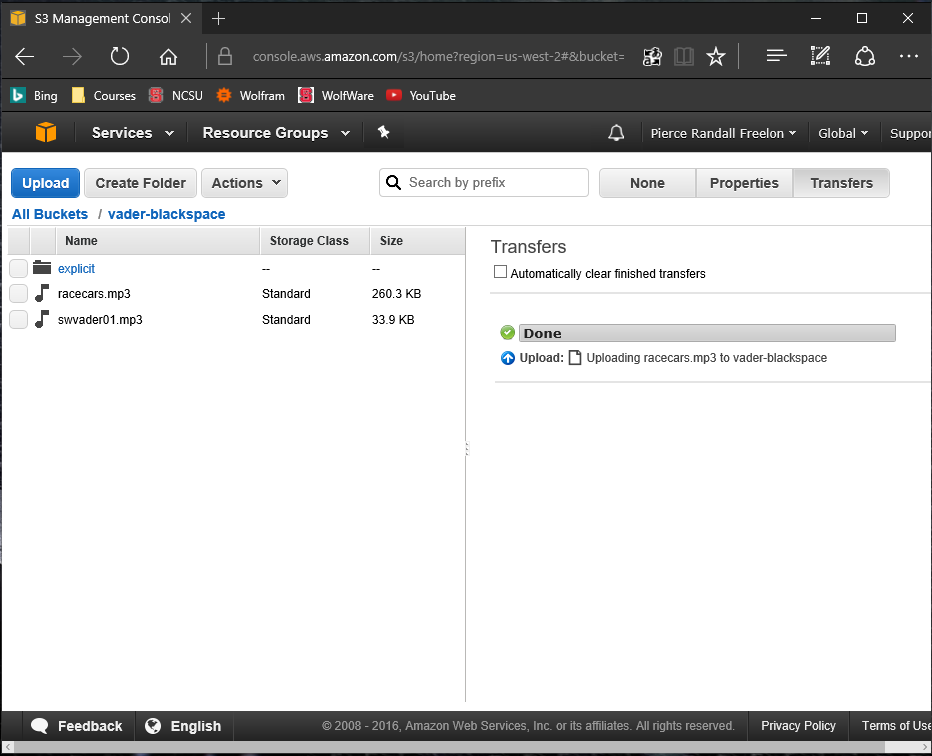 S3 Management Consol
console.aws.amazon.com/s3/home?region=us-west-2#&bucket=
Bing Courses NCSU Wolfram WolfWare YouTube
Services Resource Groups Pierce Randall Freelon Global Suppor
Upload Create Folder Actions Search by prefix None Properties Transfers
All Buckets / vader-blackspace
Name Storage Class Size
explicit -- --
racecars.mp3 Standard 260.3 KB
swvader01.mp3 Standard 33.9 KB
Transfers
Automatically clear finished transfers
Done
Upload: Uploading racecars.mp3 to vader-blackspace
Feedback English © 2008 - 2016, Amazon Web Services, Inc. or its affiliates. All rights reserved. Privacy Policy Terms of Use